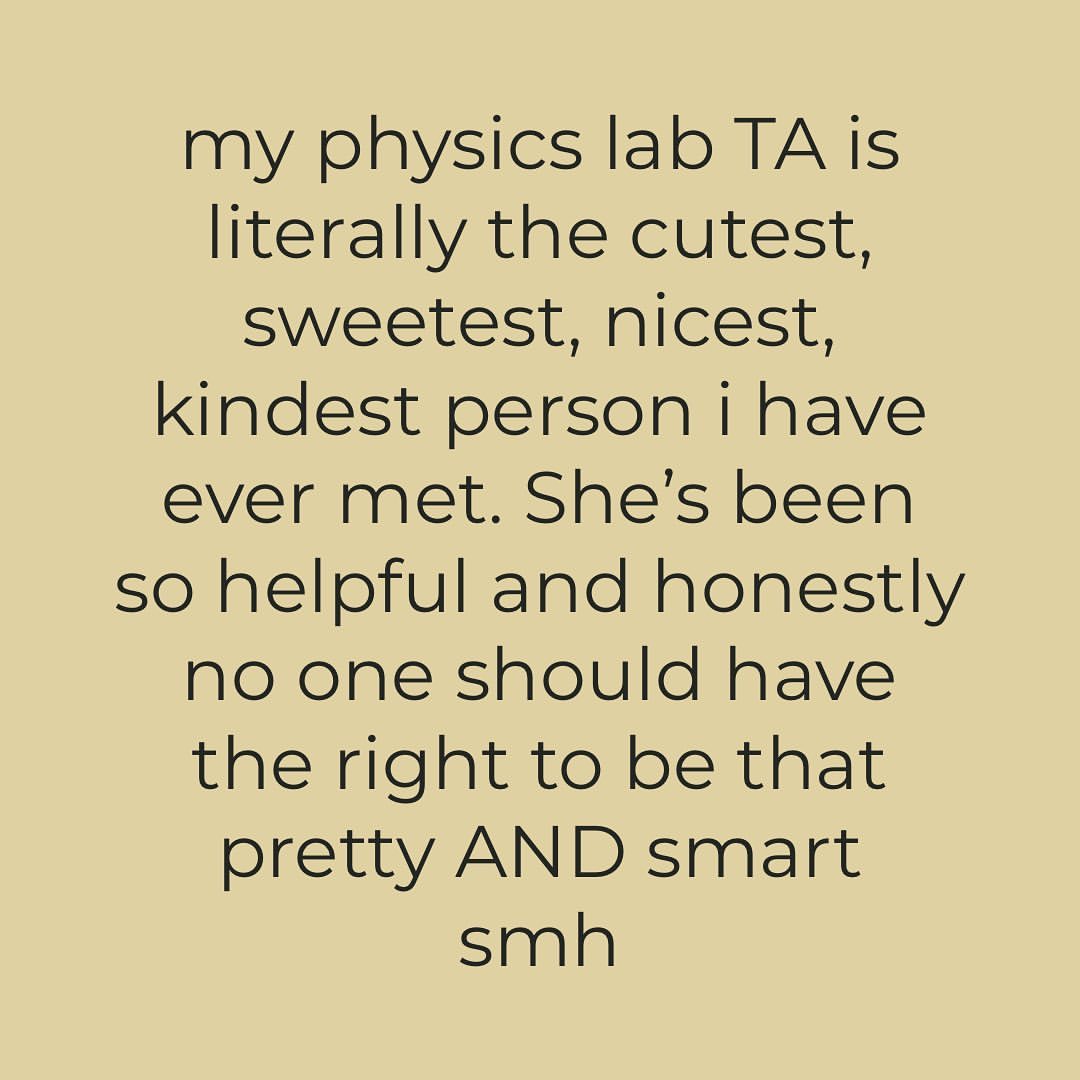 my physics lab TA is
literally the cutest,
sweetest, nicest,
kindest person i have
ever met. She’s been
so helpful and honestly
no one should have
the right to be that
pretty AND smart
smh